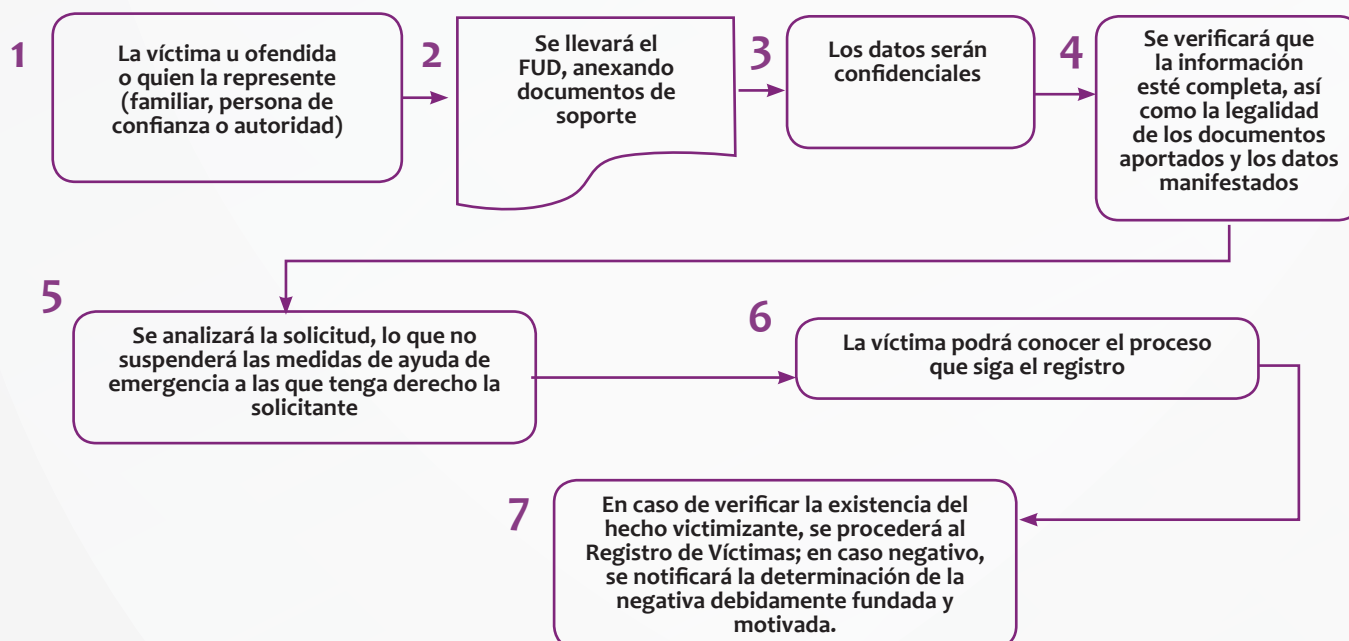 1
La víctima u ofendida
o quien la represente
(familiar, persona de
confianza o autoridad)
2
Se llevará el
FUD, anexando
documentos de
soporte
3
Los datos serán
confidenciales
4
Se verificará que
la información
esté completa, así
como la legalidad
de los documentos
aportados y los datos
manifestados
5
Se analizará la solicitud, lo que no
suspenderá las medidas de ayuda de
emergencia a las que tenga derecho la
solicitante
6
La víctima podrá conocer el proceso
que siga el registro
7
En caso de verificar la existencia del
hecho victimizante, se procederá al
Registro de Víctimas; en caso negativo,
se notificará la determinación de la
negativa debidamente fundada y
motivada.